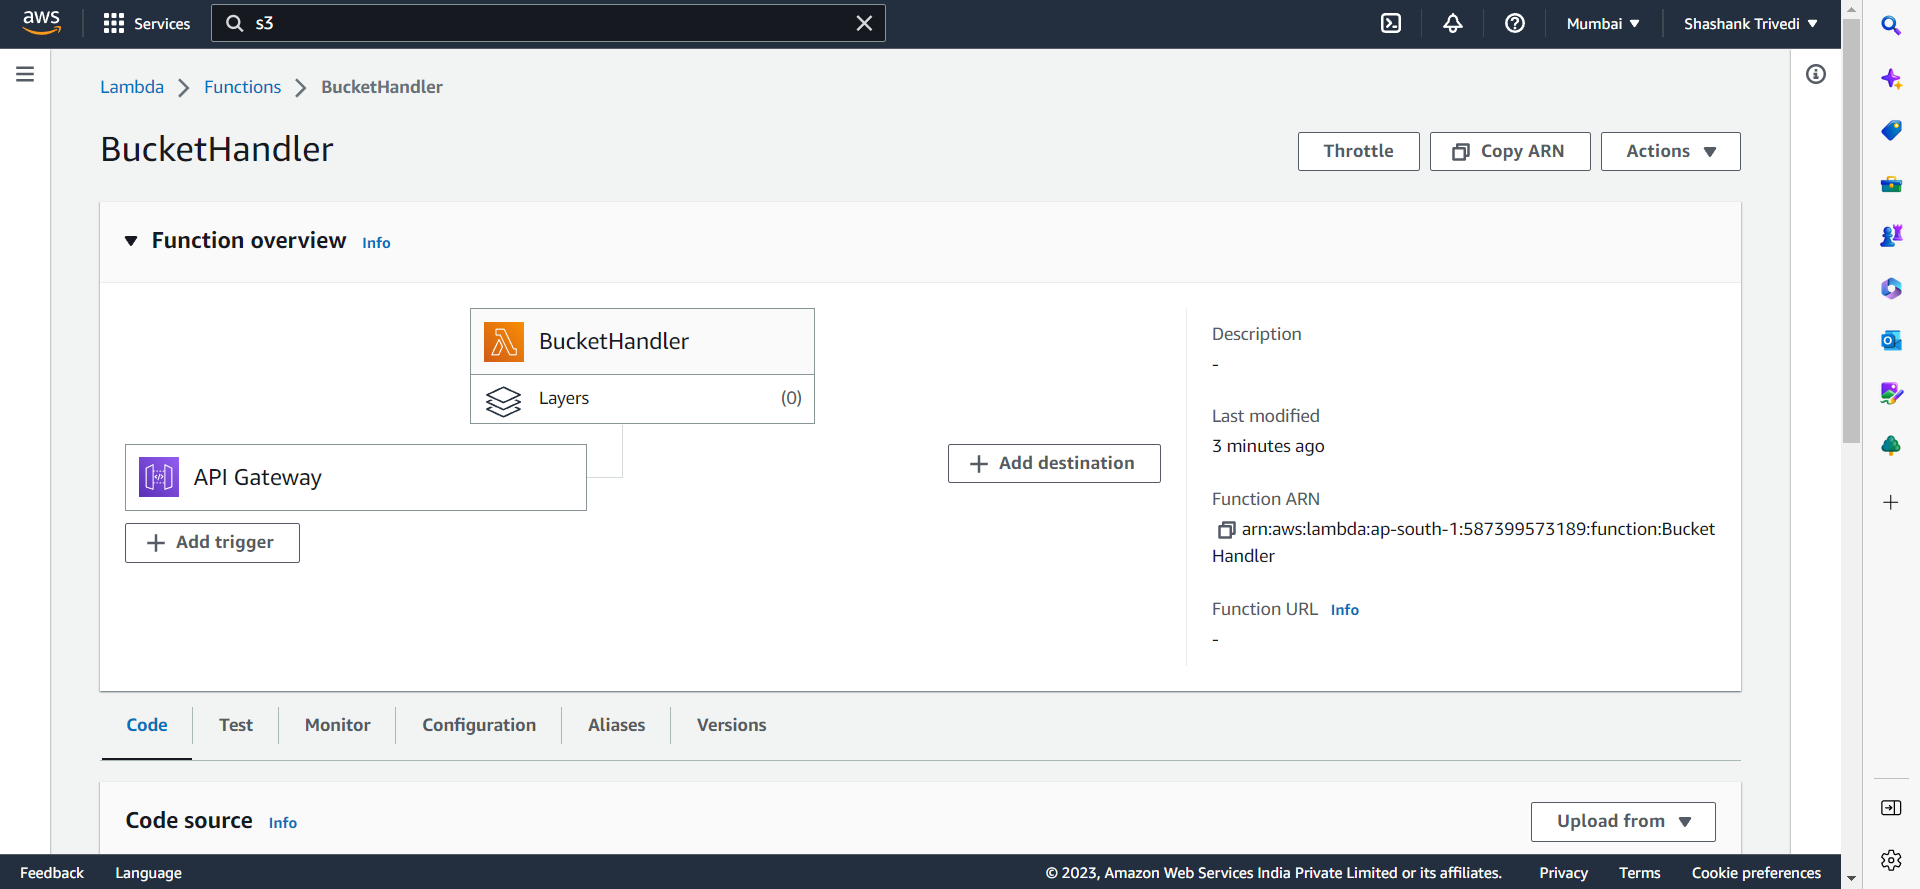 aws
Services
s3
Mumbai
Shashank Trivedi
Lambda Functions BucketHandler
BucketHandler
Throttle
Copy ARN
Actions
Function overview Info
BucketHandler
Layers (0)
API Gateway
Add trigger
Add destination
Description
-
Last modified
3 minutes ago
Function ARN
arn:aws:lambda:ap-south-1:587399573189:function:Bucket
Handler
Function URL Info
-
Code Test Monitor Configuration Aliases Versions
Code source Info
Upload from
Feedback Language © 2023, Amazon Web Services India Private Limited or its affiliates. Privacy Terms Cookie preferences